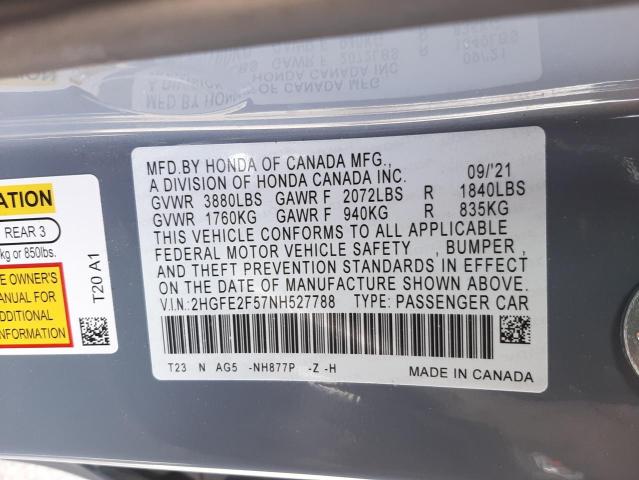 MFD.BY HONDA OF CANADA MFG.,
A DIVISION OF HONDA CANADA INC. 09/'21
GVWR 3880LBS GAWR F 2072LBS R 1840LBS
GVWR 1760KG GAWR F 940KG R 835KG
THIS VEHICLE CONFORMS TO ALL APPLICABLE
FEDERAL MOTOR VEHICLE SAFETY , BUMPER ,
AND THEFT PREVENTION STANDARDS IN EFFECT
ON THE DATE OF MANUFACTURE SHOWN ABOVE.
V.I.N.:2HGFE2F57NH527788 TYPE: PASSENGER CAR
T23 N AG5 -NH877P -Z -H
MADE IN CANADA
ATION
REAR 3
kg or 850lbs.
E OWNER'S
ANUAL FOR
DDITIONAL
ORMATION
T20 A1